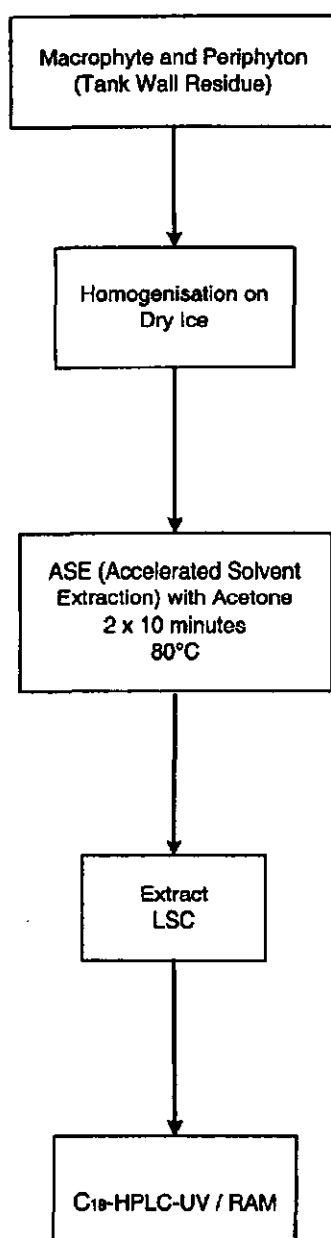 Macrophyte and Periphyton
(Tank Wall Residue)
Homogenisation on
Dry Ice
ASE (Accelerated Solvent
Extraction) with Acetone
2 x 10 minutes
80°C
Extract
LSC
C₁₈-HPLC-UV / RAM